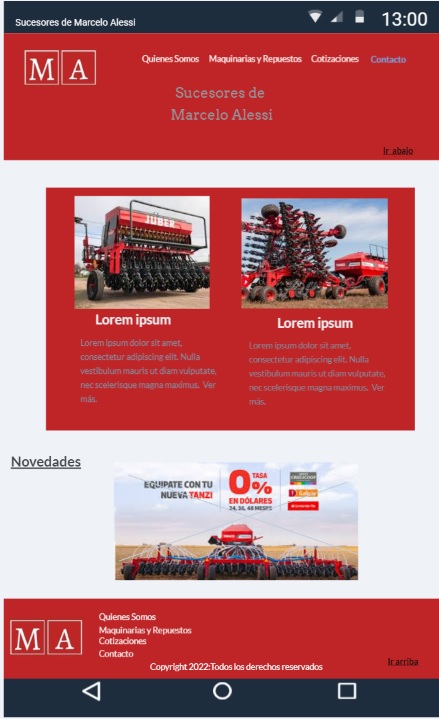 Sucesores de Marcelo Alessi
13:00
M A
Quienes Somos Maquinarias y Repuestos Cotizaciones Contacto
Sucesores de
Marcelo Alessi
Ir abajo
JUBER
Lorem ipsum
Lorem ipsum dolor sit amet,
consectetur adipiscing elit. Nulla
vestibulum mauris ut diam vulputate,
nec scelerisque magna maximus. Ver
más.
Lorem ipsum
Lorem ipsum dolor sit amet,
consectetur adipiscing elit. Nulla
vestibulum mauris ut diam vulputate,
nec scelerisque magna maximus. Ver
más.
Novedades
EQUIPATE CON TU
NUEVA TANZI
0% TASA
EN DÓLARES
24, 36, 48 MESES
Galicia
M A
Quienes Somos
Maquinarias y Repuestos
Cotizaciones
Contacto
Copyright 2022:Todos los derechos reservados
Ir arriba